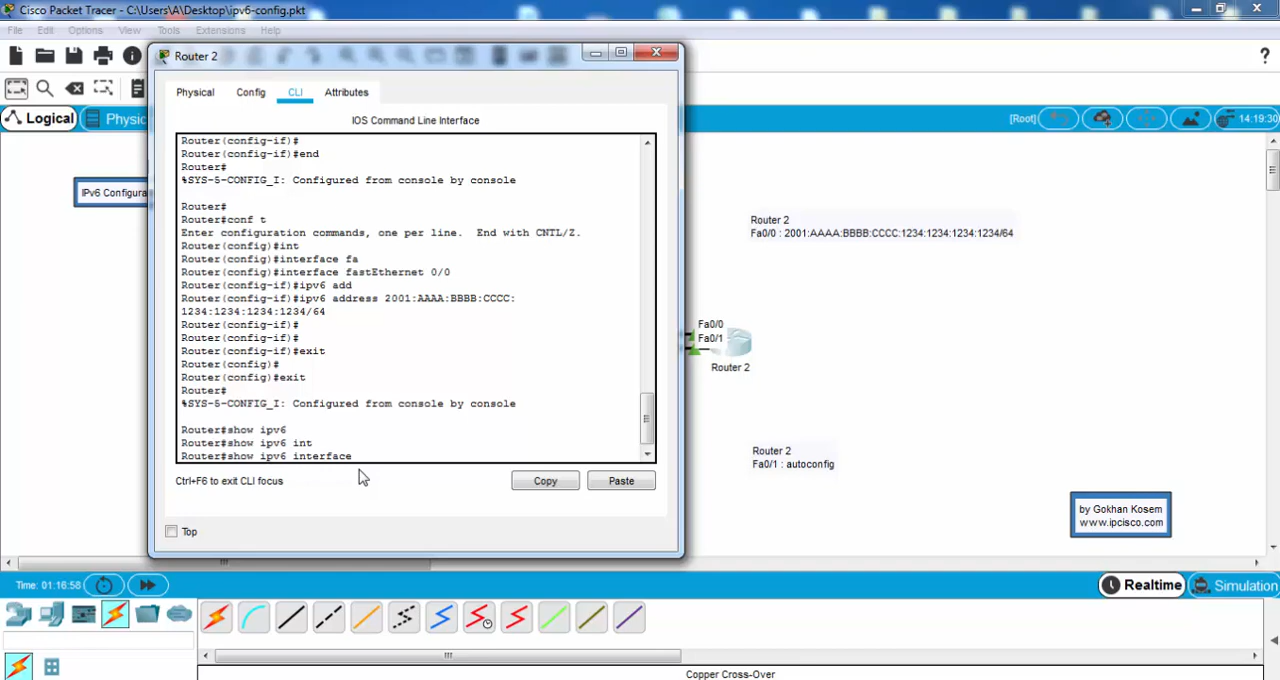 Cisco Packet Tracer - C:\Users\A\Desktop\ipv6-config.pkt
File Edit Options View Tools Extensions Help
Router 2
Physical Config CLI Attributes
IOS Command Line Interface
Logical
Physic
[Root]
14:19:30
IPv6 Configura
Router(config-if)#
Router(config-if)#end
Router#
%SYS-5-CONFIG_I: Configured from console by console
Router#
Router#conf t
Enter configuration commands, one per line. End with CNTL/Z.
Router(config)#int
Router(config)#interface fa
Router(config)#interface fastEthernet 0/0
Router(config-if)#ipv6 add
Router(config-if)#ipv6 address 2001:AAAA:BBBB:CCCC:
1234:1234:1234:1234/64
Router(config-if)#
Router(config-if)#
Router(config-if)#exit
Router(config)#
Router(config)#exit
Router#
%SYS-5-CONFIG_I: Configured from console by console
Router#show ipv6
Router#show ipv6 int
Router#show ipv6 interface
Ctrl+F6 to exit CLI focus
Copy
Paste
Top
Router 2
Fa0/0 : 2001:AAAA:BBBB:CCCC:1234:1234:1234:1234/64
Fa0/0
Fa0/1
Router 2
Router 2
Fa0/1 : autoconfig
by Gokhan Kosem
www.ipcisco.com
Time: 01:16:58
Realtime
Simulation
Copper Cross-Over